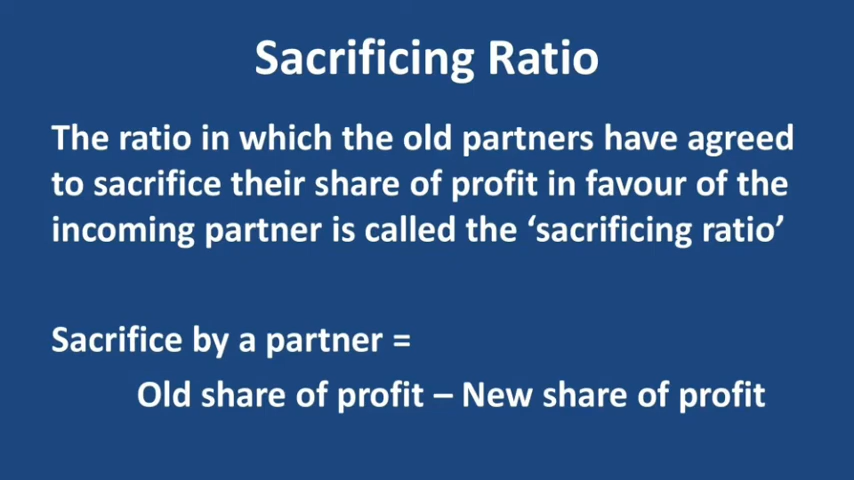 Sacrificing Ratio
The ratio in which the old partners have agreed
to sacrifice their share of profit in favour of the
incoming partner is called the ‘sacrificing ratio’
Sacrifice by a partner =
Old share of profit – New share of profit